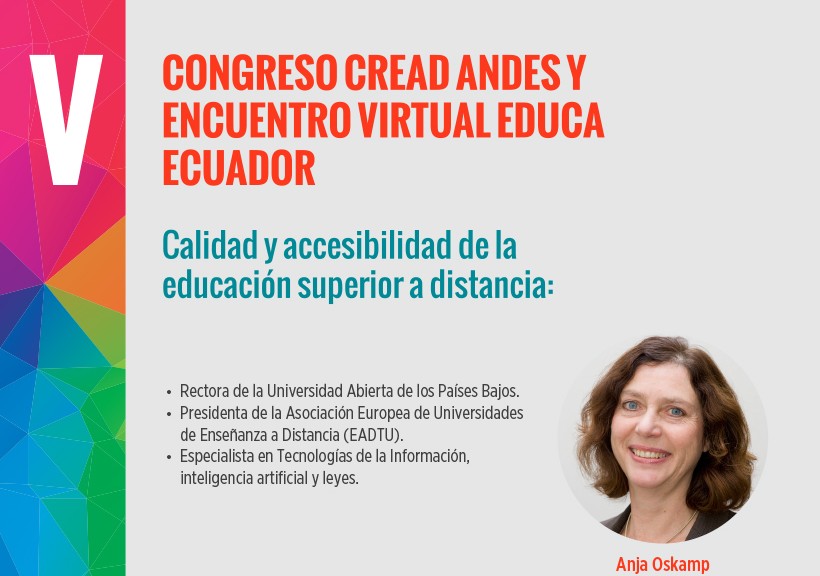 V
CONGRESO CREAD ANDES Y
ENCUENTRO VIRTUAL EDUCA
ECUADOR
Calidad y accesibilidad de la
educación superior a distancia:
• Rectora de la Universidad Abierta de los Países Bajos.
• Presidenta de la Asociación Europea de Universidades
de Enseñanza a Distancia (EADTU).
• Especialista en Tecnologías de la Información,
inteligencia artificial y leyes.
Anja Oskamp